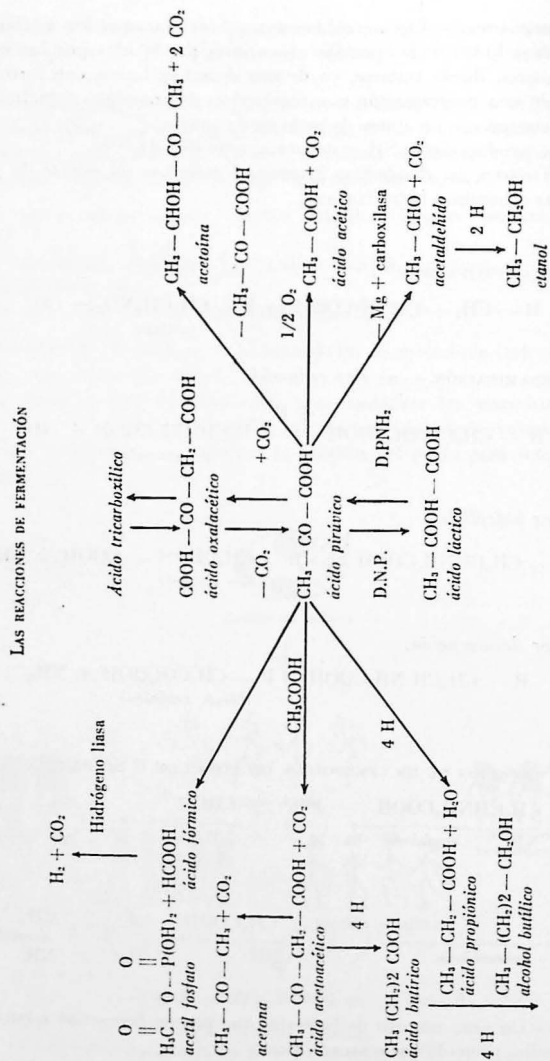 LAS REACCIONES DE FERMENTACIÓN
H₂ + CO₂
Hidrógeno liasa
O O
H₃C — O — P(OH)₂ + HCOOH
acetil fosfato ácido fórmico
CH₃ — CO — CH₃ + CO₂
acetona
CH₃ — CO — CH₂ — COOH + CO₂
ácido acetoacético
4 H
CH₃ (CH₂)2 COOH
ácido butírico
CH₃ — CH₂ — COOH + H₂O
ácido propiónico
CH₃ — (CH₂)2 — CH₂OH
alcohol butílico
4 H
CH₃COOH
4 H
Ácido tricarboxílico
COOH — CO — CH₂ — COOH
ácido oxalacético
— CO₂ + CO₂
CH₃ — CO — COOH
ácido pirúvico
D.N.P. D.PNH₂
CH₃ — COOH — COOH
ácido láctico
CH₃ — CHOH — CO — CH₃ + 2 CO₂
acetoína
— CH₃ — CO — COOH
1/2 O₂
CH₃ — COOH + CO₂
ácido acético
— Mg + carboxilasa
CH₃ — CHO + CO₂
acetaldehido
2 H
CH₃ — CH₂OH
etanol